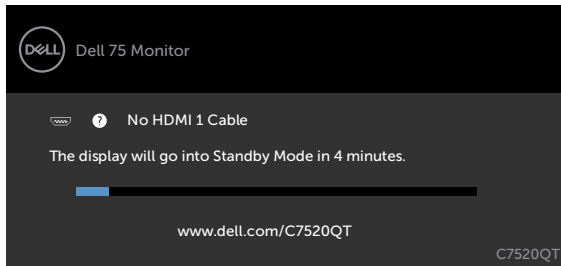 DELL
Dell 75 Monitor
? No HDMI 1 Cable
The display will go into Standby Mode in 4 minutes.
www.dell.com/C7520QT
C7520QT